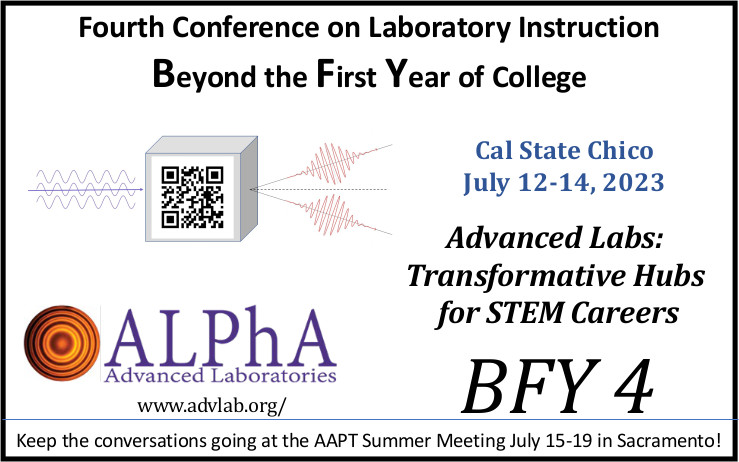 Fourth Conference on Laboratory Instruction
Beyond the First Year of College
Cal State Chico
July 12-14, 2023
Advanced Labs:
Transformative Hubs
for STEM Careers
ALPhA
Advanced Laboratories
www.advlab.org/
BFY 4
Keep the conversations going at the AAPT Summer Meeting July 15-19 in Sacramento!